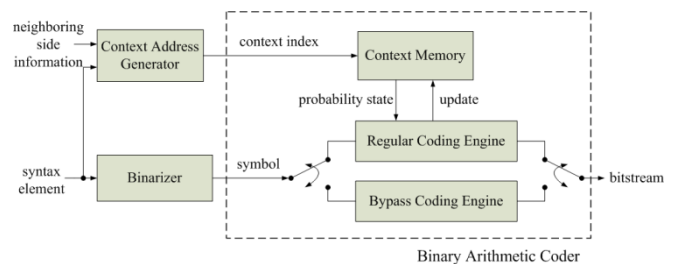 neighboring
side
information
Context Address
Generator
context index
Context Memory
probability state
update
Regular Coding Engine
syntax
element
Binarizer
symbol
Bypass Coding Engine
bitstream
Binary Arithmetic Coder